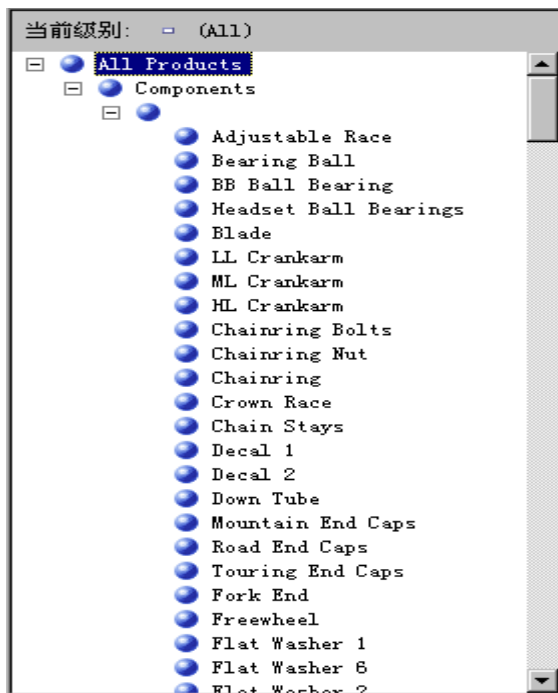 当前级别: (All)
All Products
Components
Adjustable Race
Bearing Ball
BB Ball Bearing
Headset Ball Bearings
Blade
LL Crankarm
ML Crankarm
HL Crankarm
Chainring Bolts
Chainring Nut
Chainring
Crown Race
Chain Stays
Decal 1
Decal 2
Down Tube
Mountain End Caps
Road End Caps
Touring End Caps
Fork End
Freewheel
Flat Washer 1
Flat Washer 6
Flat Washer 2